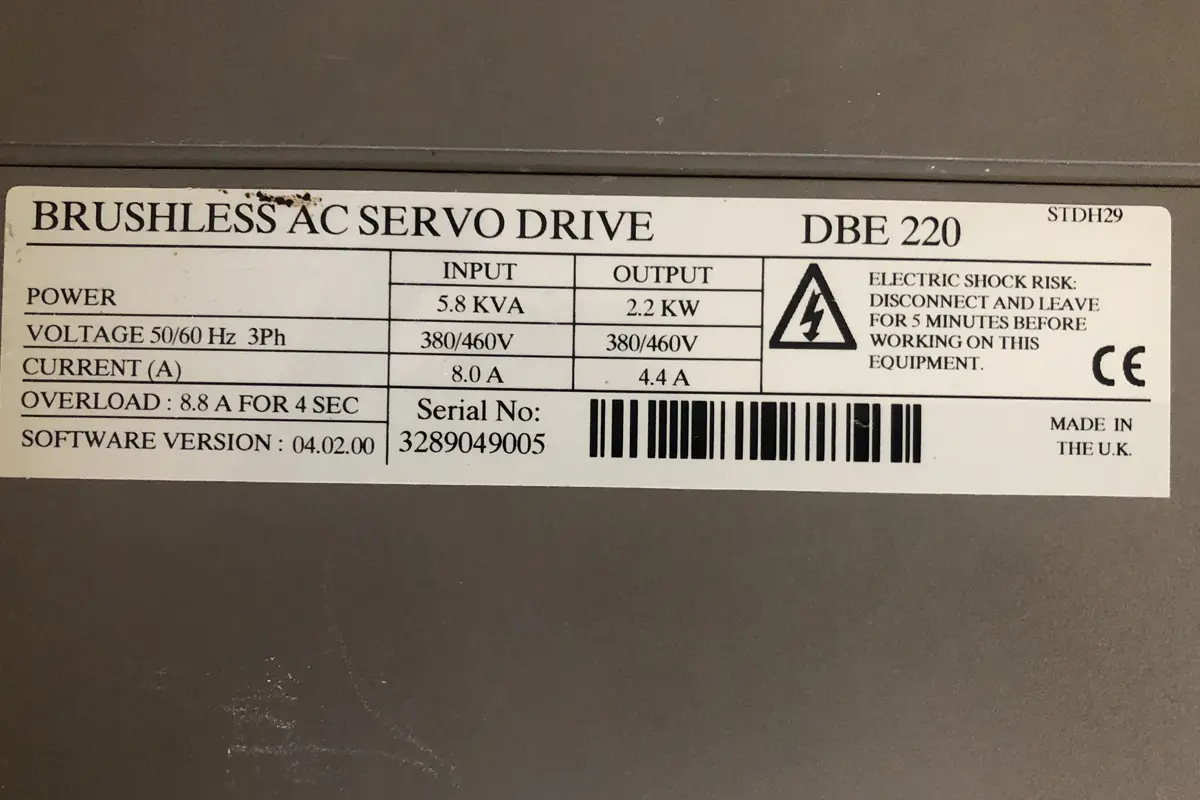 BRUSHLESS AC SERVO DRIVE DBE 220 STDH29
INPUT OUTPUT
POWER 5.8 KVA 2.2 KW
VOLTAGE 50/60 Hz 3Ph 380/460V 380/460V
CURRENT (A) 8.0 A 4.4 A
OVERLOAD : 8.8 A FOR 4 SEC
SOFTWARE VERSION : 04.02.00
Serial No:
3289049005
ELECTRIC SHOCK RISK:
DISCONNECT AND LEAVE
FOR 5 MINUTES BEFORE
WORKING ON THIS
EQUIPMENT.
CE
MADE IN
THE U.K.